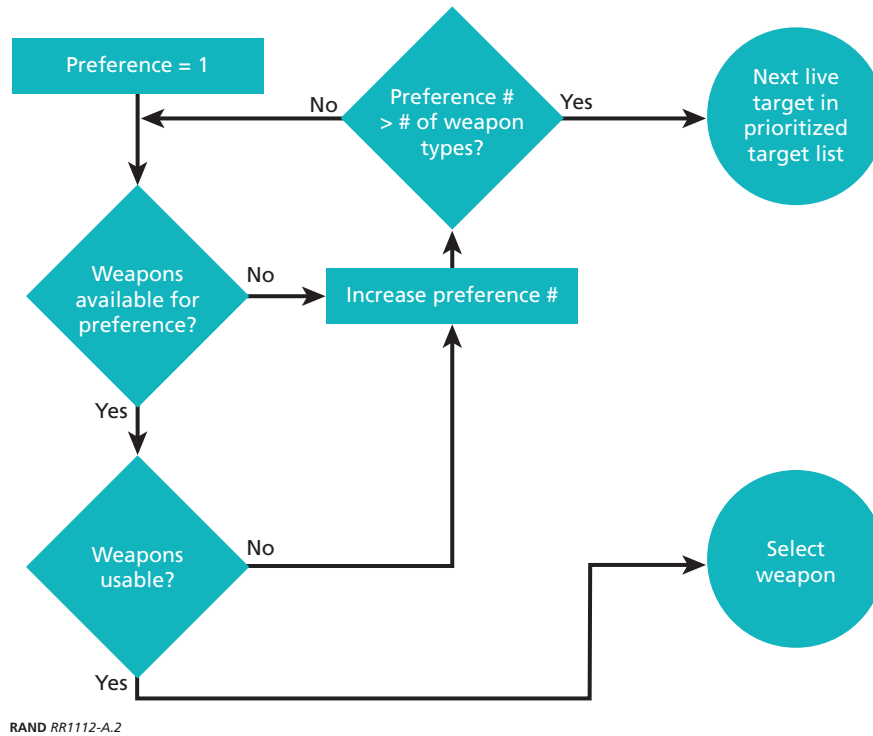 Preference = 1
No
Preference #
> # of weapon
types?
Yes
Next live
target in
prioritized
target list
Weapons
available for
preference?
No
Increase preference #
Yes
Weapons
usable?
No
Select
weapon
Yes
RAND RR1112-A.2